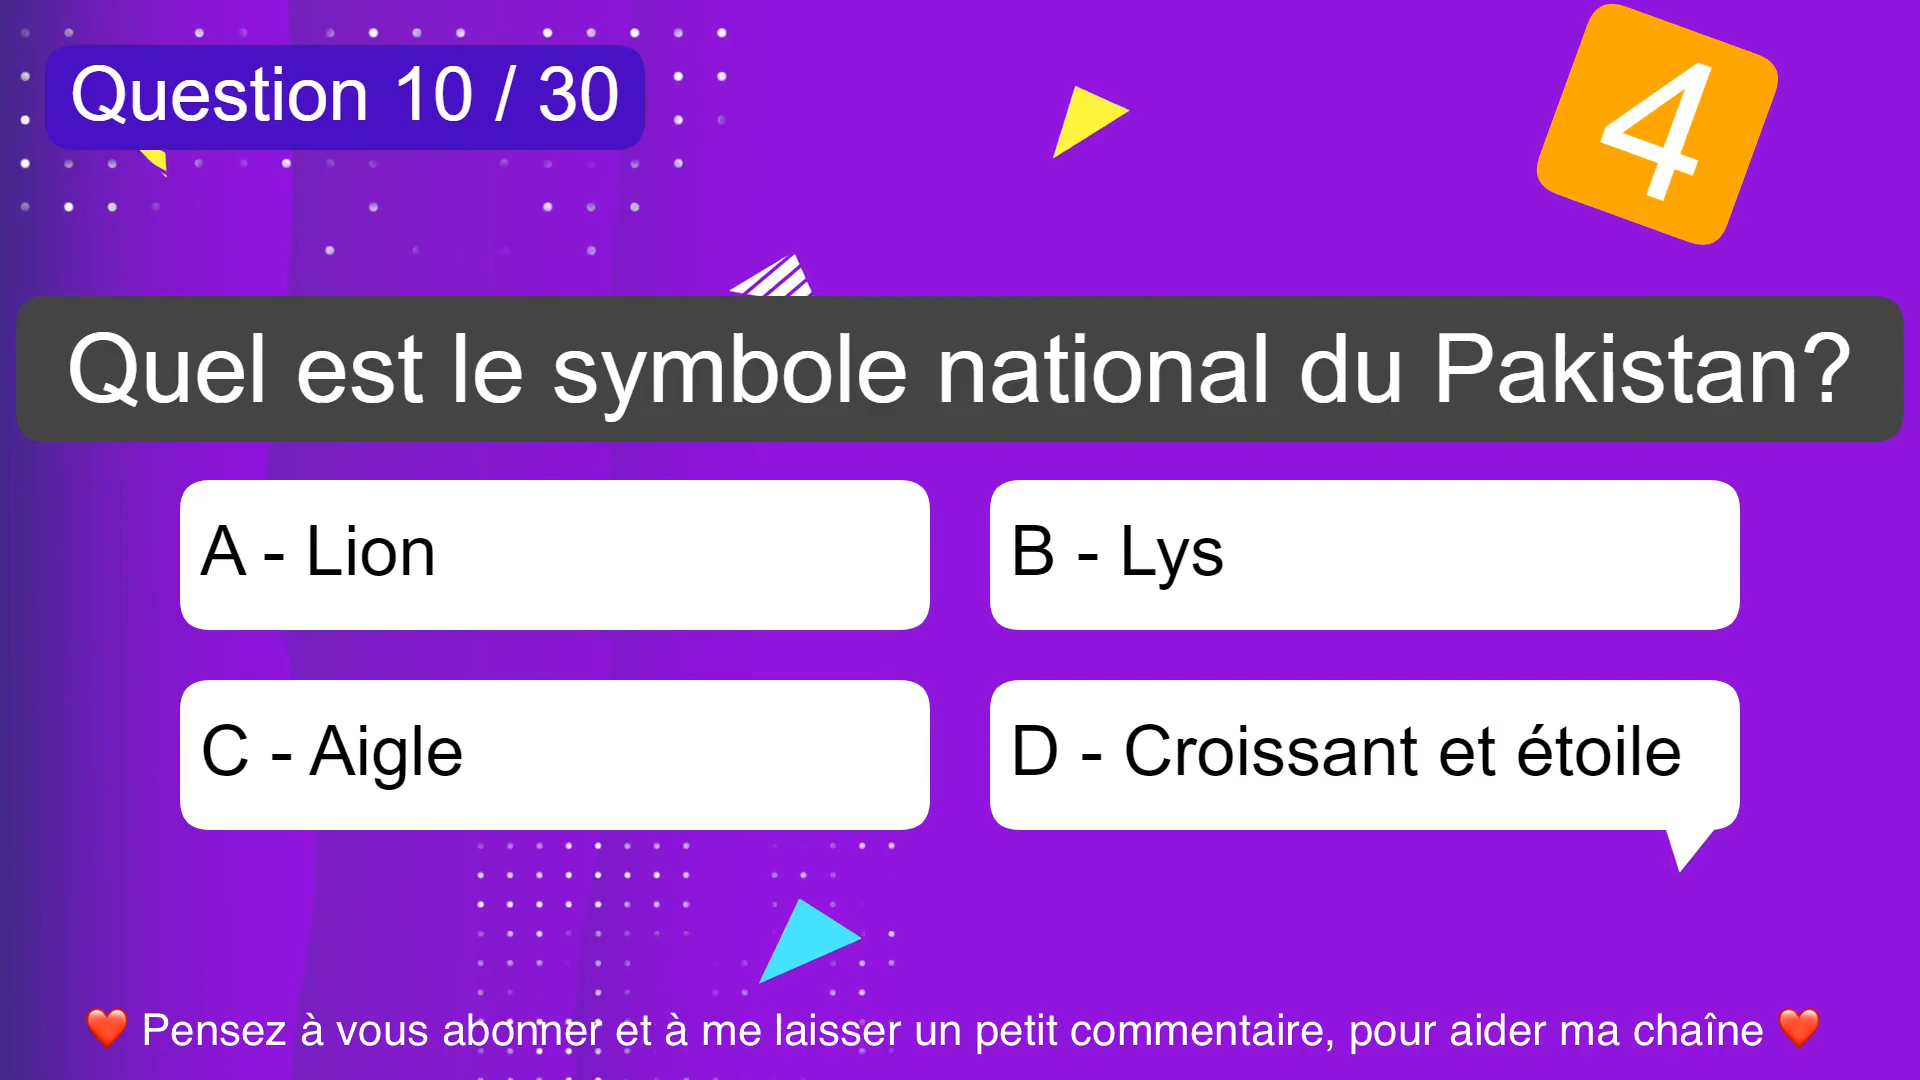 Question 10 / 30
4
Quel est le symbole national du Pakistan?
A - Lion
B - Lys
C - Aigle
D - Croissant et étoile
❤️ Pensez à vous abonner et à me laisser un petit commentaire, pour aider ma chaîne ❤️